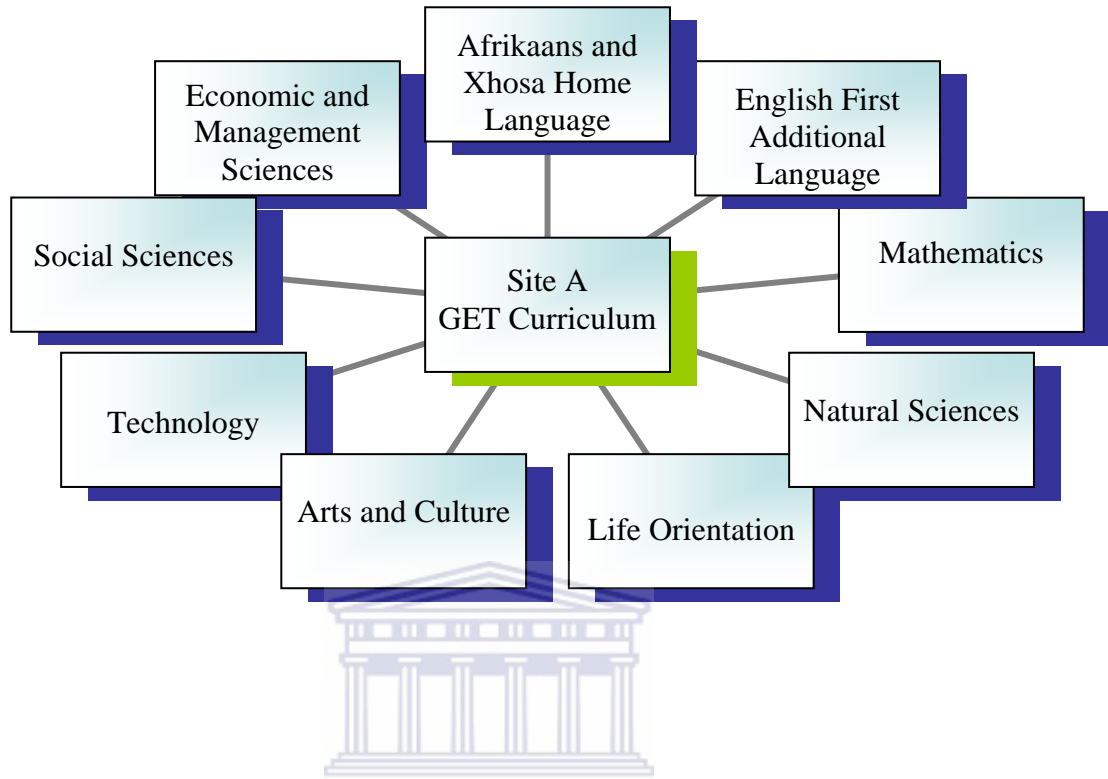 Afrikaans and
Xhosa Home
Language
English First
Additional
Language
Mathematics
Natural Sciences
Life Orientation
Arts and Culture
Technology
Social Sciences
Economic and
Management
Sciences
Site A
GET Curriculum